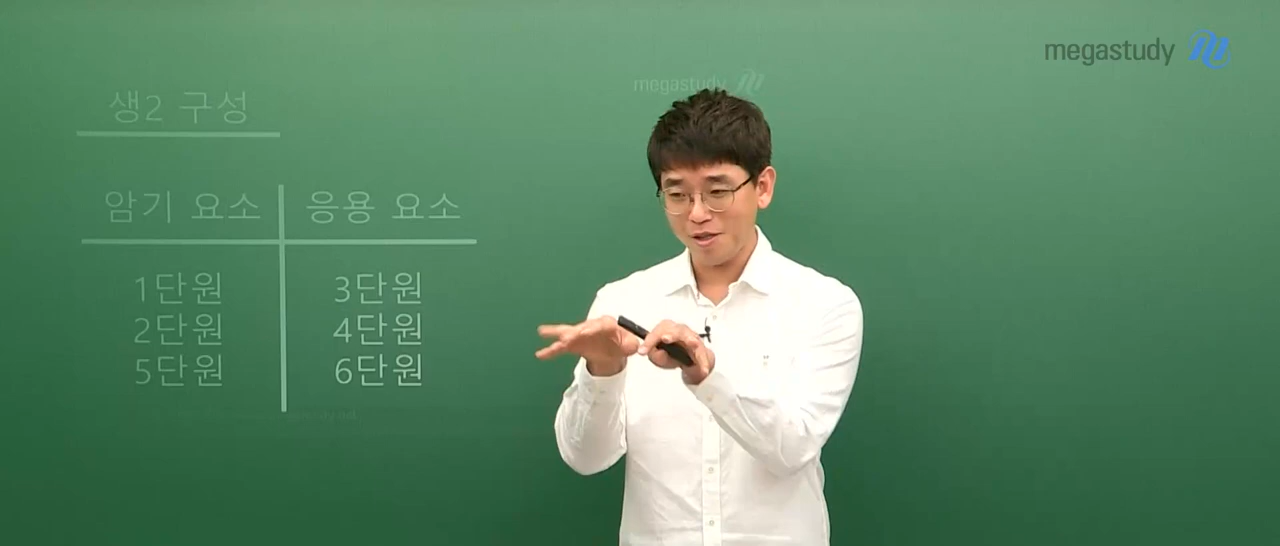 megastudy
megastudy
생2 구성
암기 요소 응용 요소
1단원 3단원
2단원 4단원
5단원 6단원